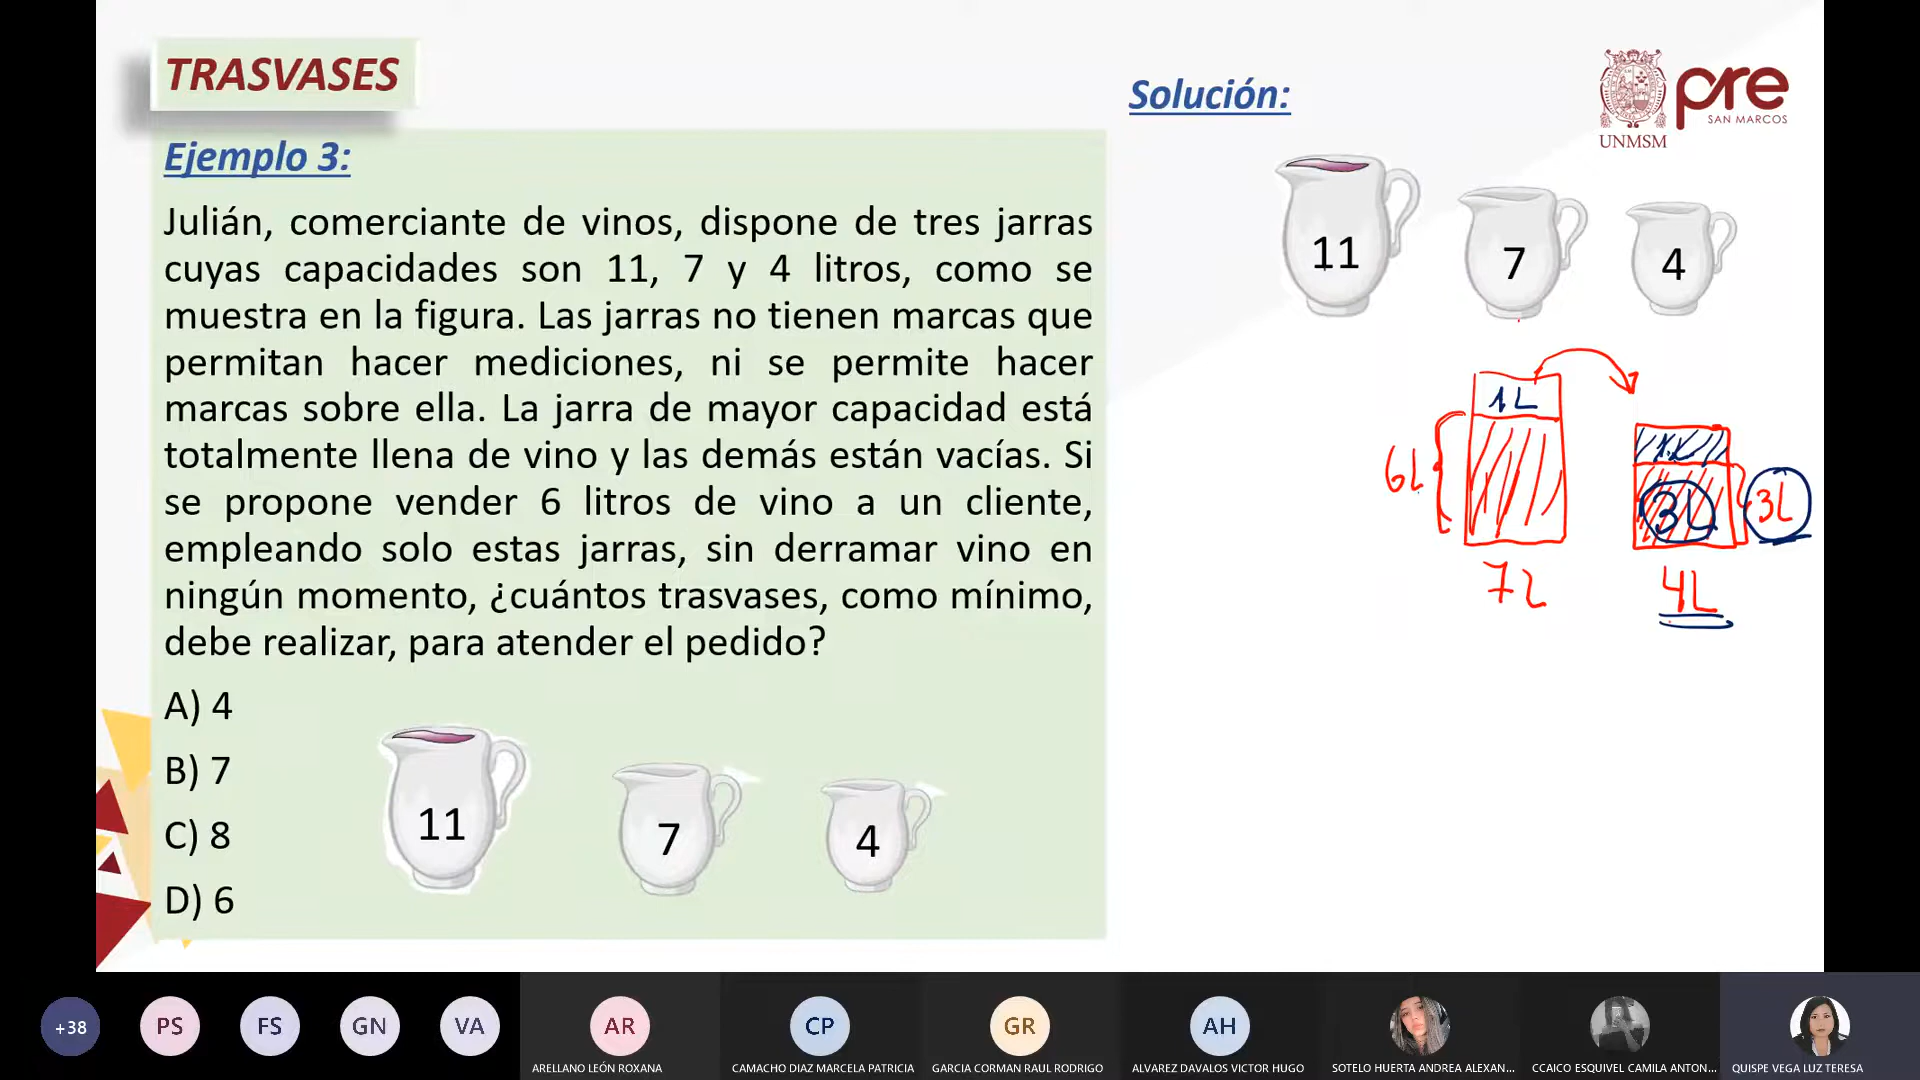 TRASVASES
Ejemplo 3:
Julián, comerciante de vinos, dispone de tres jarras
cuyas capacidades son 11, 7 y 4 litros, como se
muestra en la figura. Las jarras no tienen marcas que
permitan hacer mediciones, ni se permite hacer
marcas sobre ella. La jarra de mayor capacidad está
totalmente llena de vino y las demás están vacías. Si
se propone vender 6 litros de vino a un cliente,
empleando solo estas jarras, sin derramar vino en
ningún momento, ¿cuántos trasvases, como mínimo,
debe realizar, para atender el pedido?
A) 4
B) 7
C) 8
D) 6
11
7
4
Solución:
UNMSM
pre
SAN MARCOS
11
7
4
1L
6L
7L
1L
3L
3L
4L
+38
PS
FS
GN
VA
AR
ARELLANO LEÓN ROXANA
CP
CAMACHO DIAZ MARCELA PATRICIA
GR
GARCIA CORMAN RAUL RODRIGO
AH
ALVAREZ DAVALOS VICTOR HUGO
SOTELO HUERTA ANDREA ALEXAN...
CCAICO ESQUIVEL CAMILA ANTON...
QUISPE VEGA LUZ TERESA